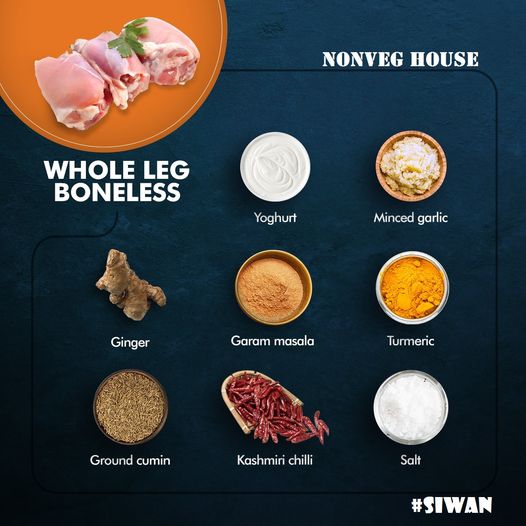 NONVEG HOUSE
WHOLE LEG
BONELESS
Yoghurt
Minced garlic
Ginger
Garam masala
Turmeric
Ground cumin
Kashmiri chilli
Salt
#SIWAN